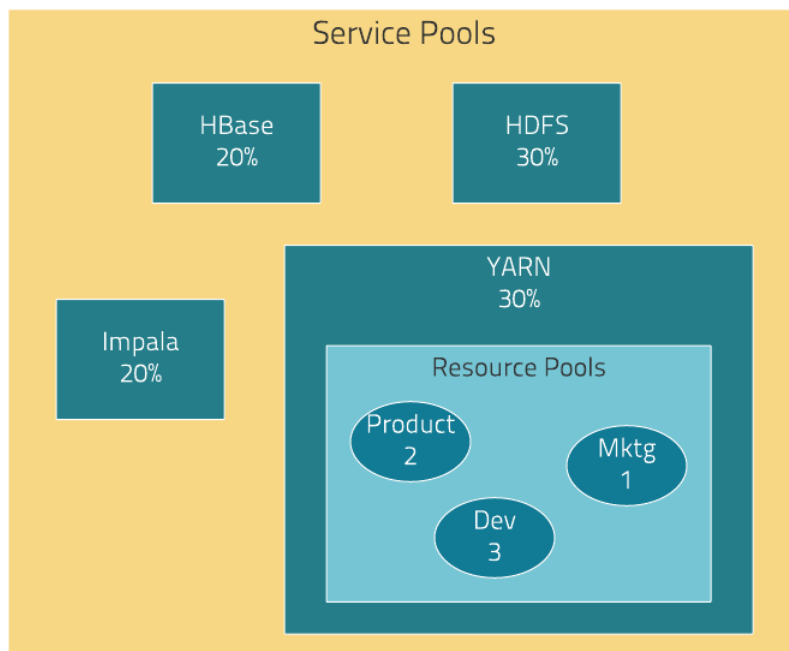 Service Pools
HBase
20%
HDFS
30%
YARN
30%
Impala
20%
Resource Pools
Product
2
Mktg
1
Dev
3